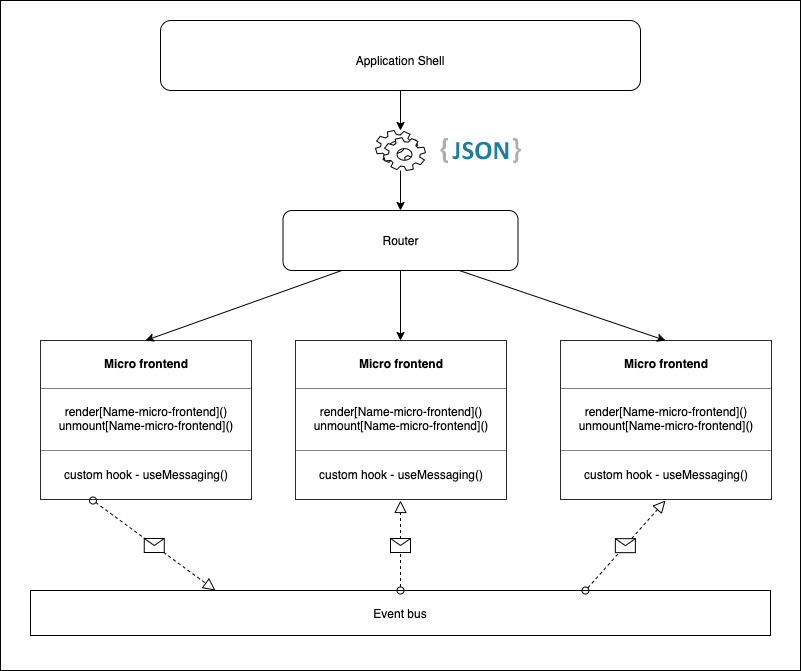 Application Shell
{JSON}
Router
Micro frontend
render[Name-micro-frontend]()
unmount[Name-micro-frontend]()
custom hook - useMessaging()
Micro frontend
render[Name-micro-frontend]()
unmount[Name-micro-frontend]()
custom hook - useMessaging()
Micro frontend
render[Name-micro-frontend]()
unmount[Name-micro-frontend]()
custom hook - useMessaging()
Event bus